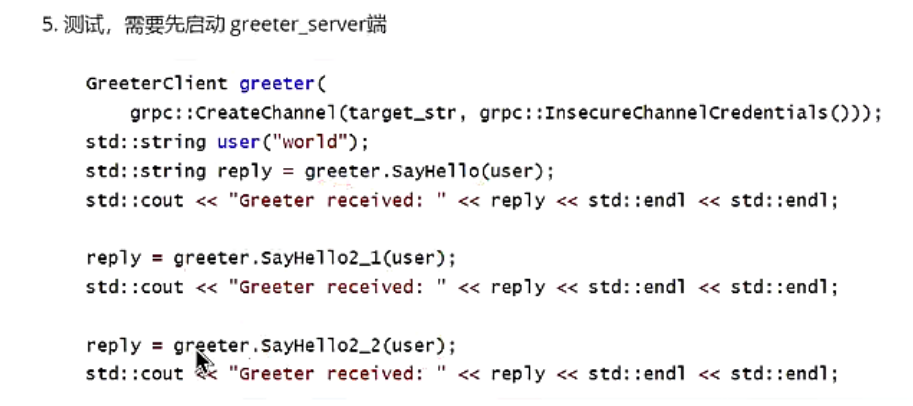 5. 测试，需要先启动 greeter_server端
GreeterClient greeter(
grpc::CreateChannel(target_str, grpc::InsecureChannelCredentials()));
std::string user("world");
std::string reply = greeter.SayHello(user);
std::cout << "Greeter received: " << reply << std::endl << std::endl;
reply = greeter.SayHello2_1(user);
std::cout << "Greeter received: " << reply << std::endl << std::endl;
reply = greeter.SayHello2_2(user);
std::cout << "Greeter received: " << reply << std::endl << std::endl;